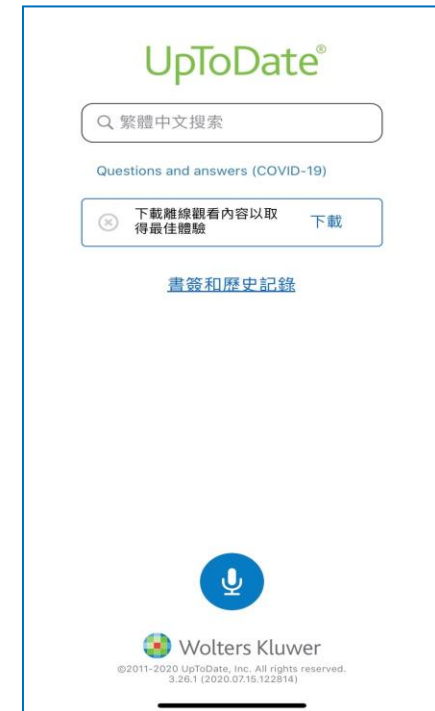 UpToDate®
繁體中文搜索
Questions and answers (COVID-19)
下載離線觀看內容以取
得最佳體驗
下載
書簽和歷史記錄
Wolters Kluwer
©2011-2020 UpToDate, Inc. All rights reserved.
3.26.1 (2020.07.15.122814)